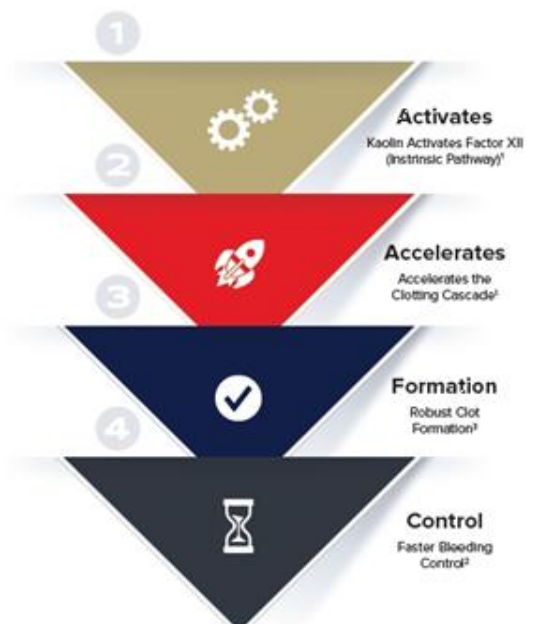 1
Activates
Kaolin Activates Factor XII
(Instrinsic Pathway)¹
2
Accelerates
Accelerates the
Clotting Cascade²
3
Formation
Robust Clot
Formation³
4
Control
Faster Bleeding
Control²